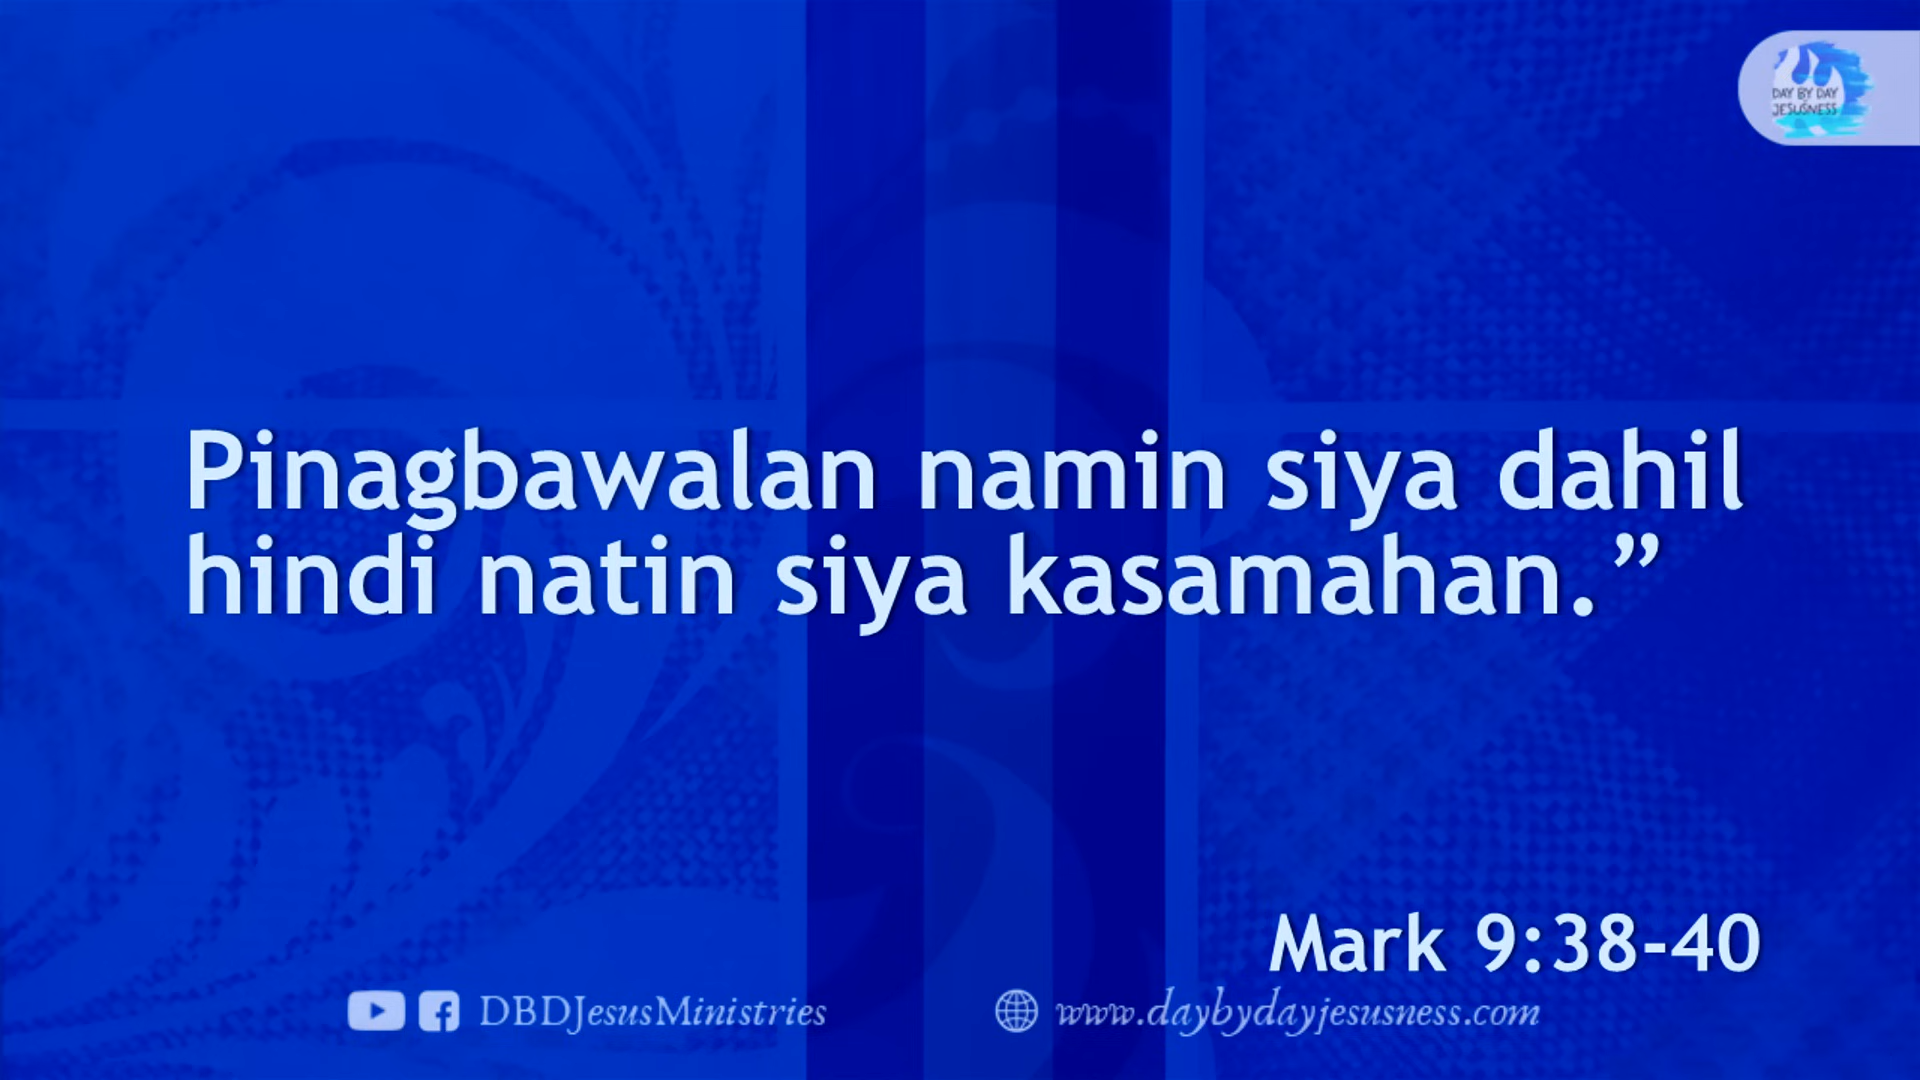 DAY BY DAY
JESUSNESS
Pinagbawalan namin siya dahil
hindi natin siya kasamahan.”
Mark 9:38-40
DBDJesusMinistries
www.daybydayjesusness.com